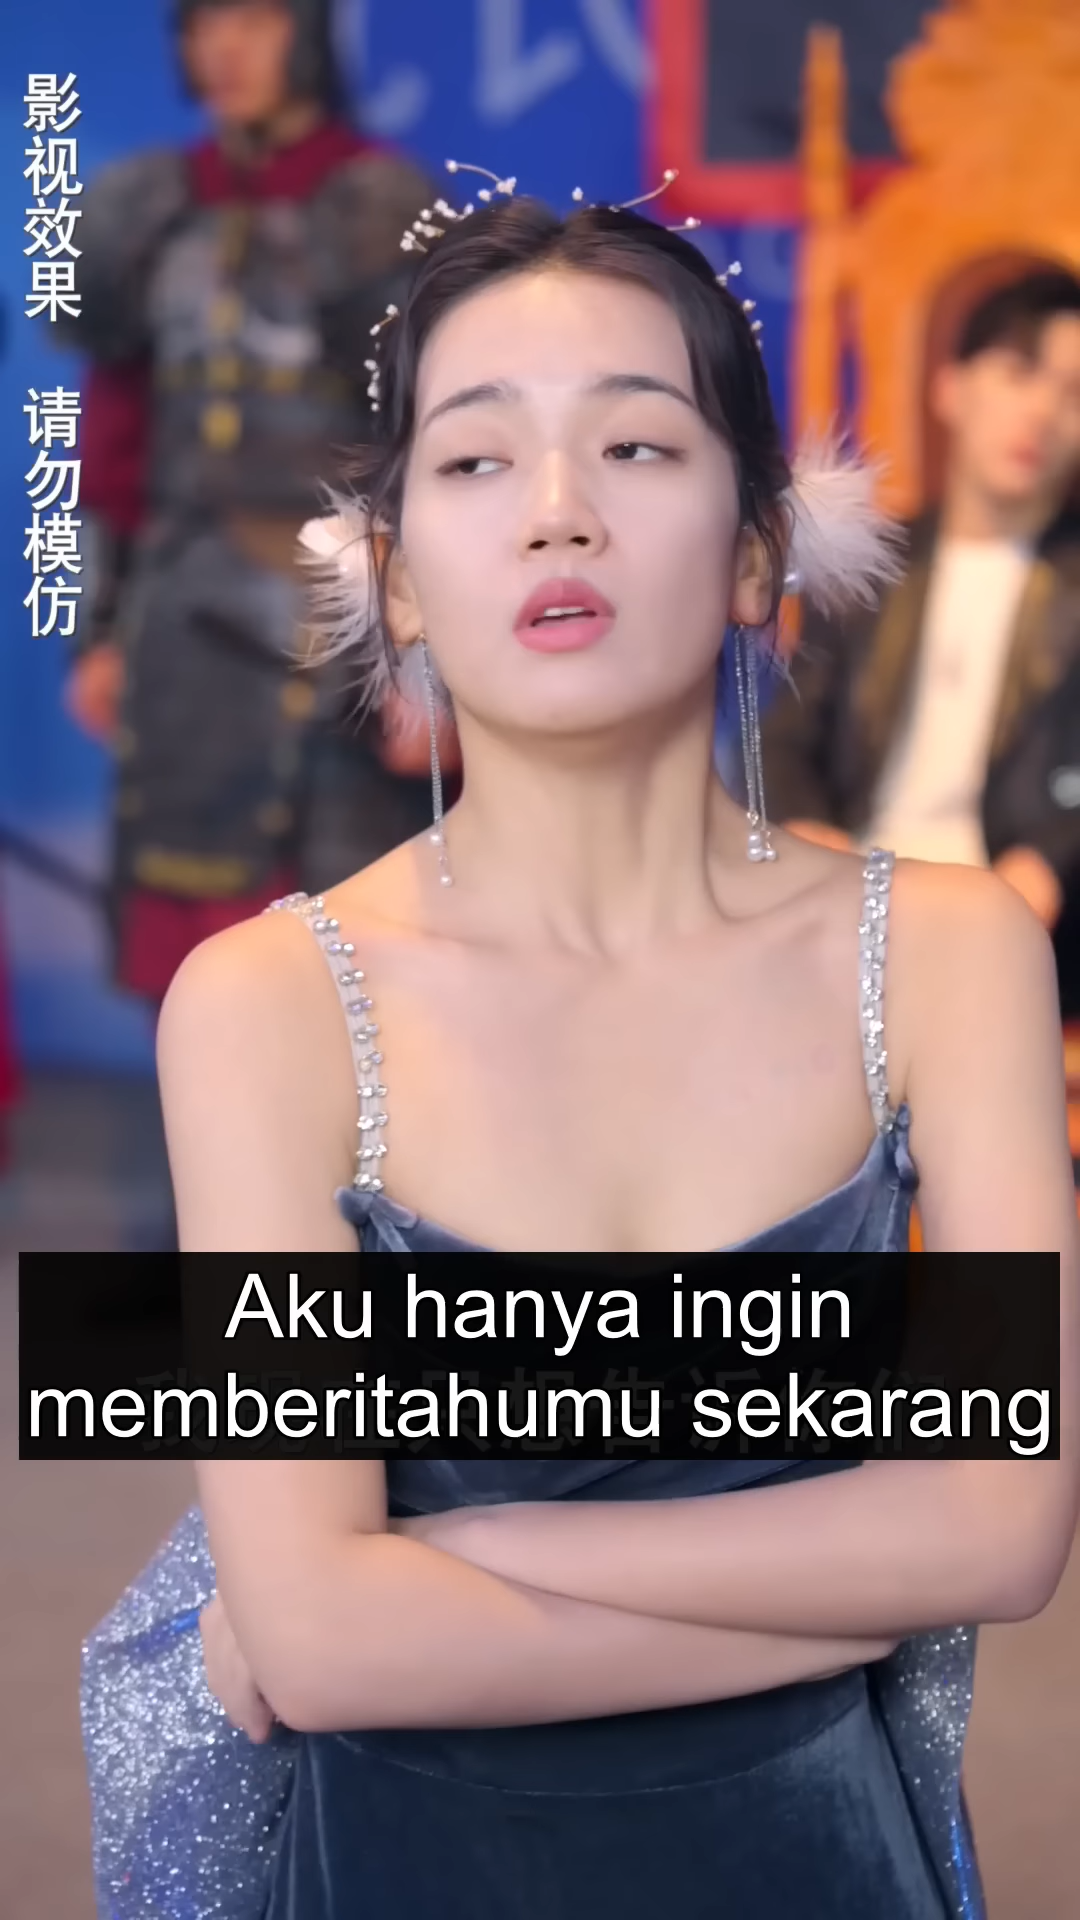 影视效果 请勿模仿
Aku hanya ingin
memberitahumu sekarang